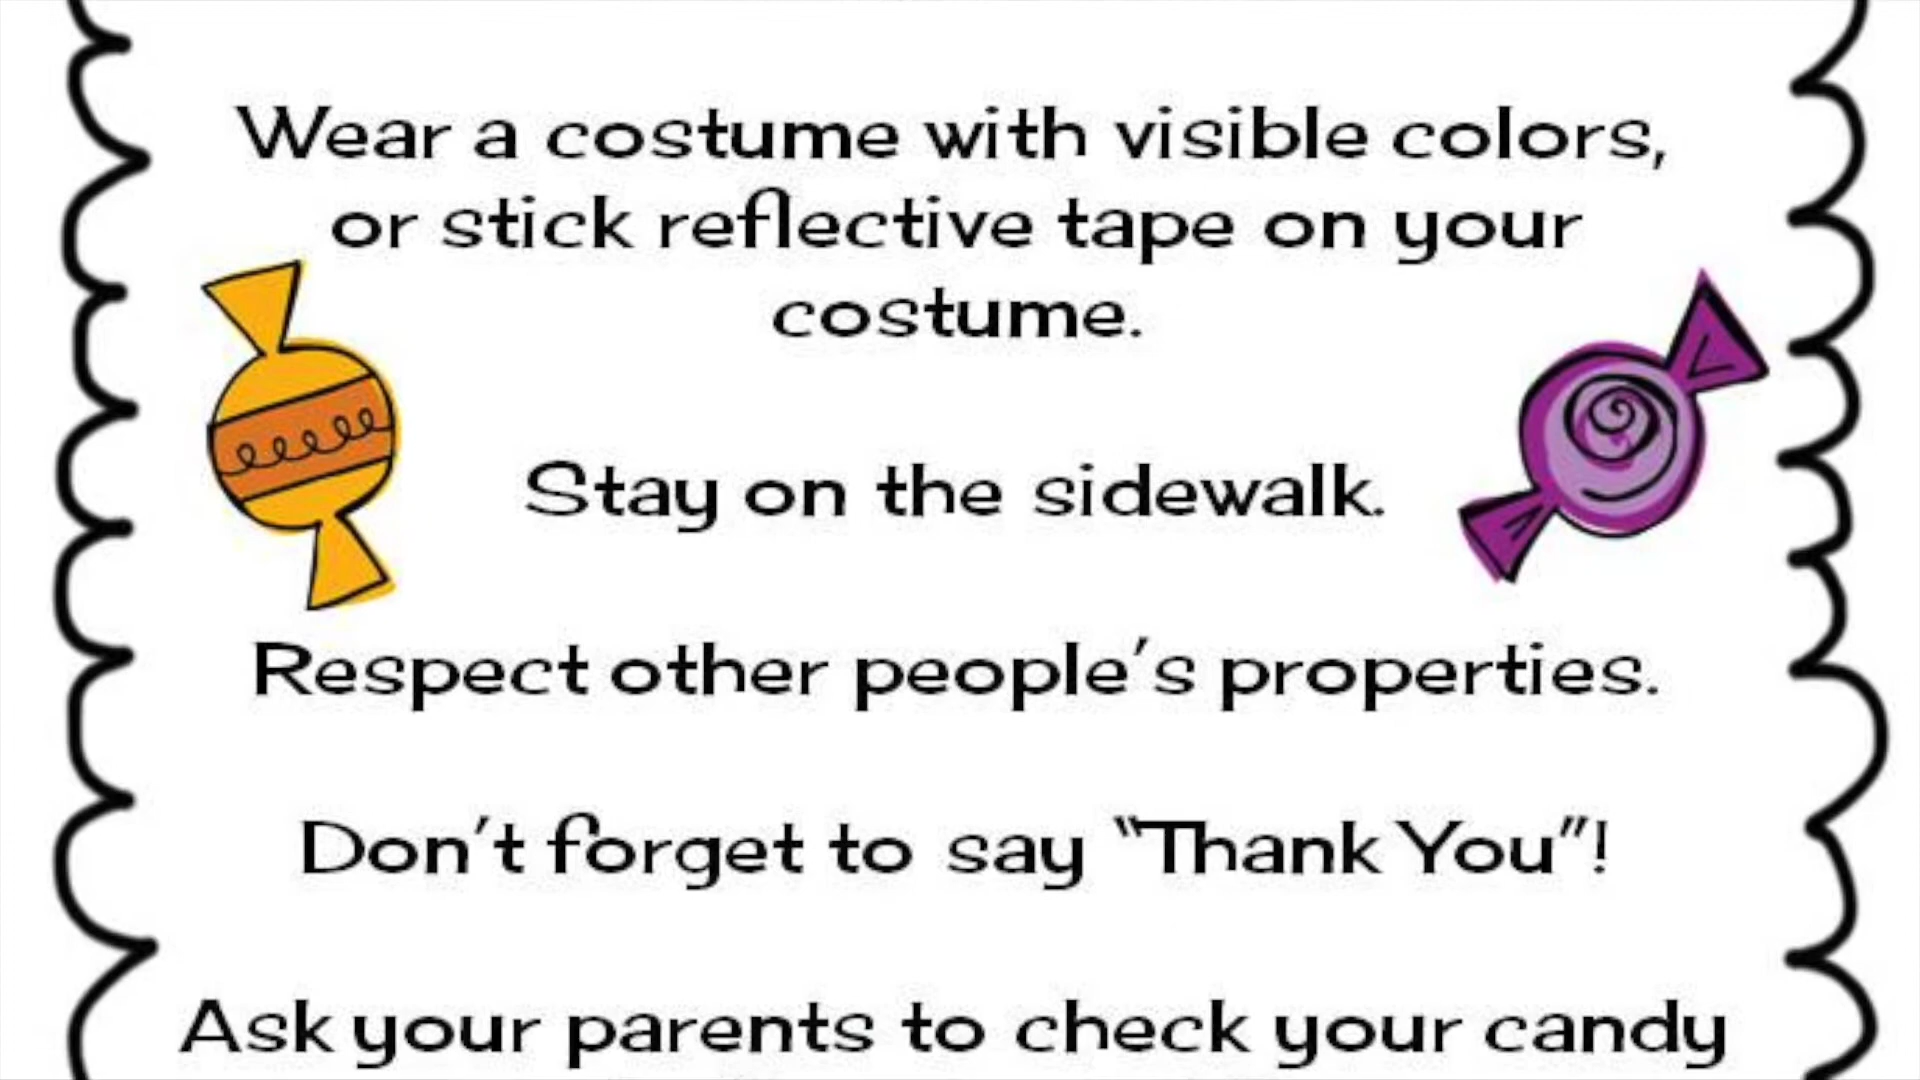 Wear a costume with visible colors,
or stick reflective tape on your
costume.
Stay on the sidewalk.
Respect other people's properties.
Don't forget to say "Thank You"!
Ask your parents to check your candy